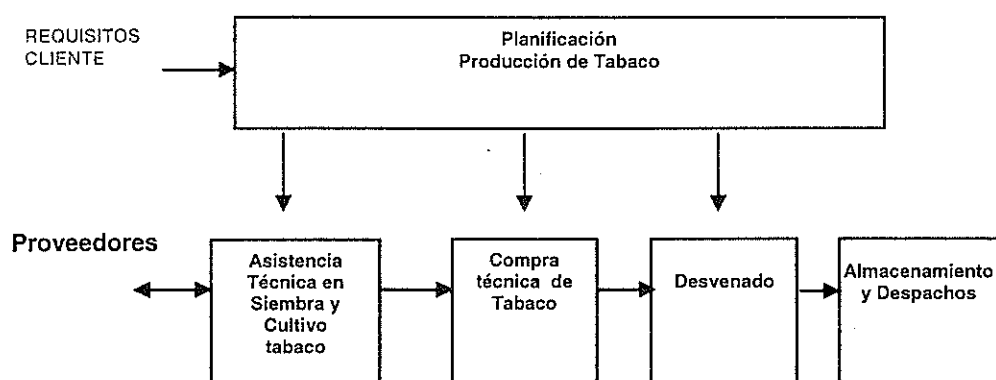 REQUISITOS
CLIENTE
Planificación
Producción de Tabaco
Proveedores
Asistencia
Técnica en
Siembra y
Cultivo
tabaco
Compra
técnica de
Tabaco
Desvenado
Almacenamiento
y Despachos